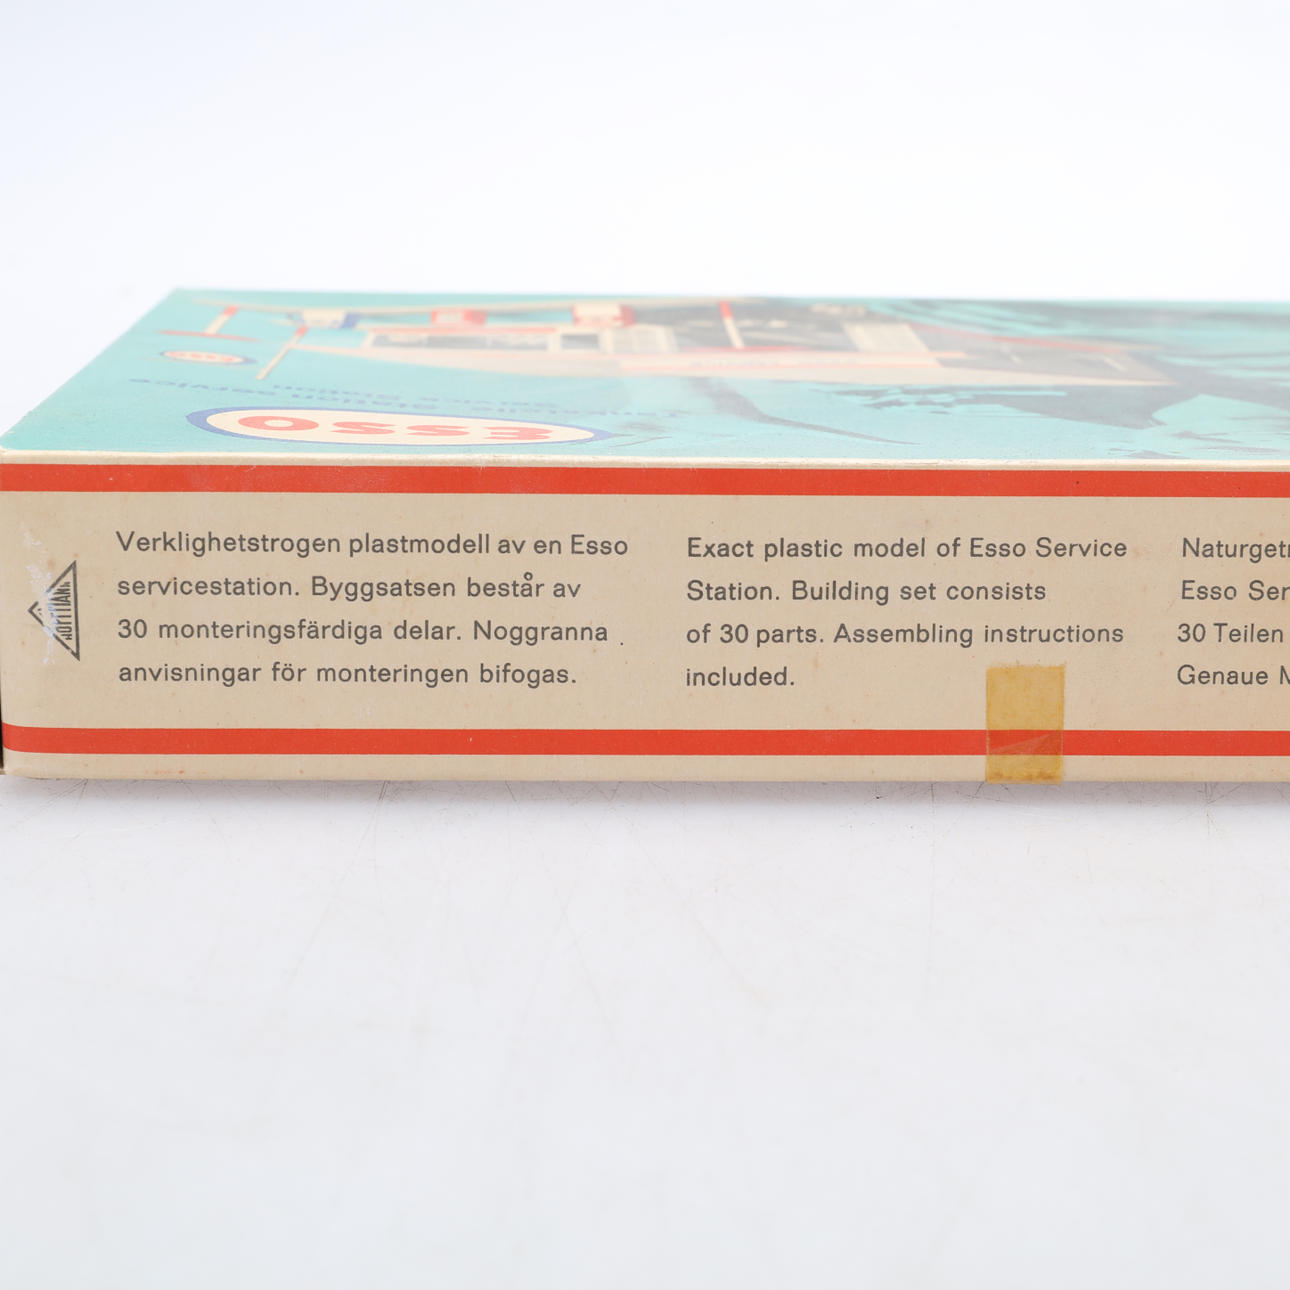 ESSO
service Station
Verklighetstrogen plastmodell av en Esso
servicestation. Byggsatsen består av
30 monteringsfärdiga delar. Noggranna
anvisningar för monteringen bifogas.
Exact plastic model of Esso Service
Station. Building set consists
of 30 parts. Assembling instructions
included.
Esso
30 Teilen
Genaue